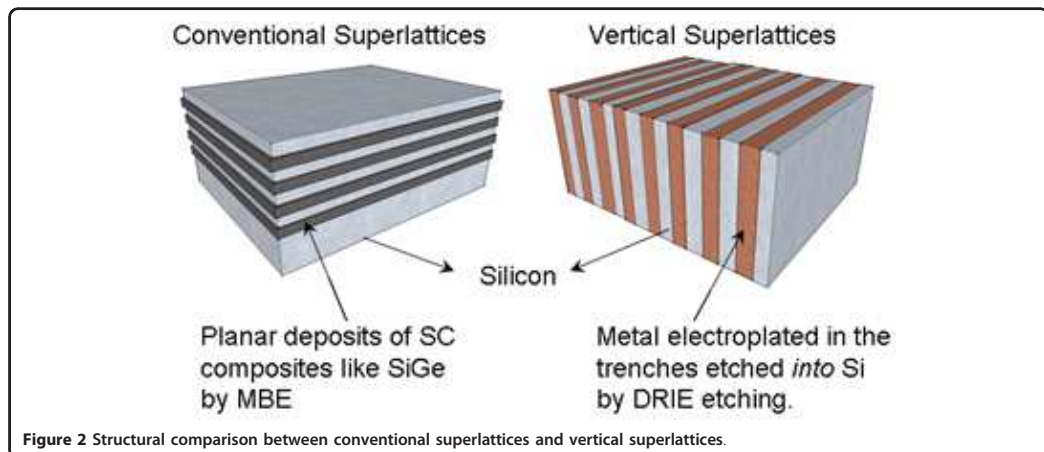 Conventional Superlattices
Vertical Superlattices
Silicon
Planar deposits of SC
composites like SiGe
by MBE
Metal electroplated in the
trenches etched into Si
by DRIE etching.
Figure 2 Structural comparison between conventional superlattices and vertical superlattices.